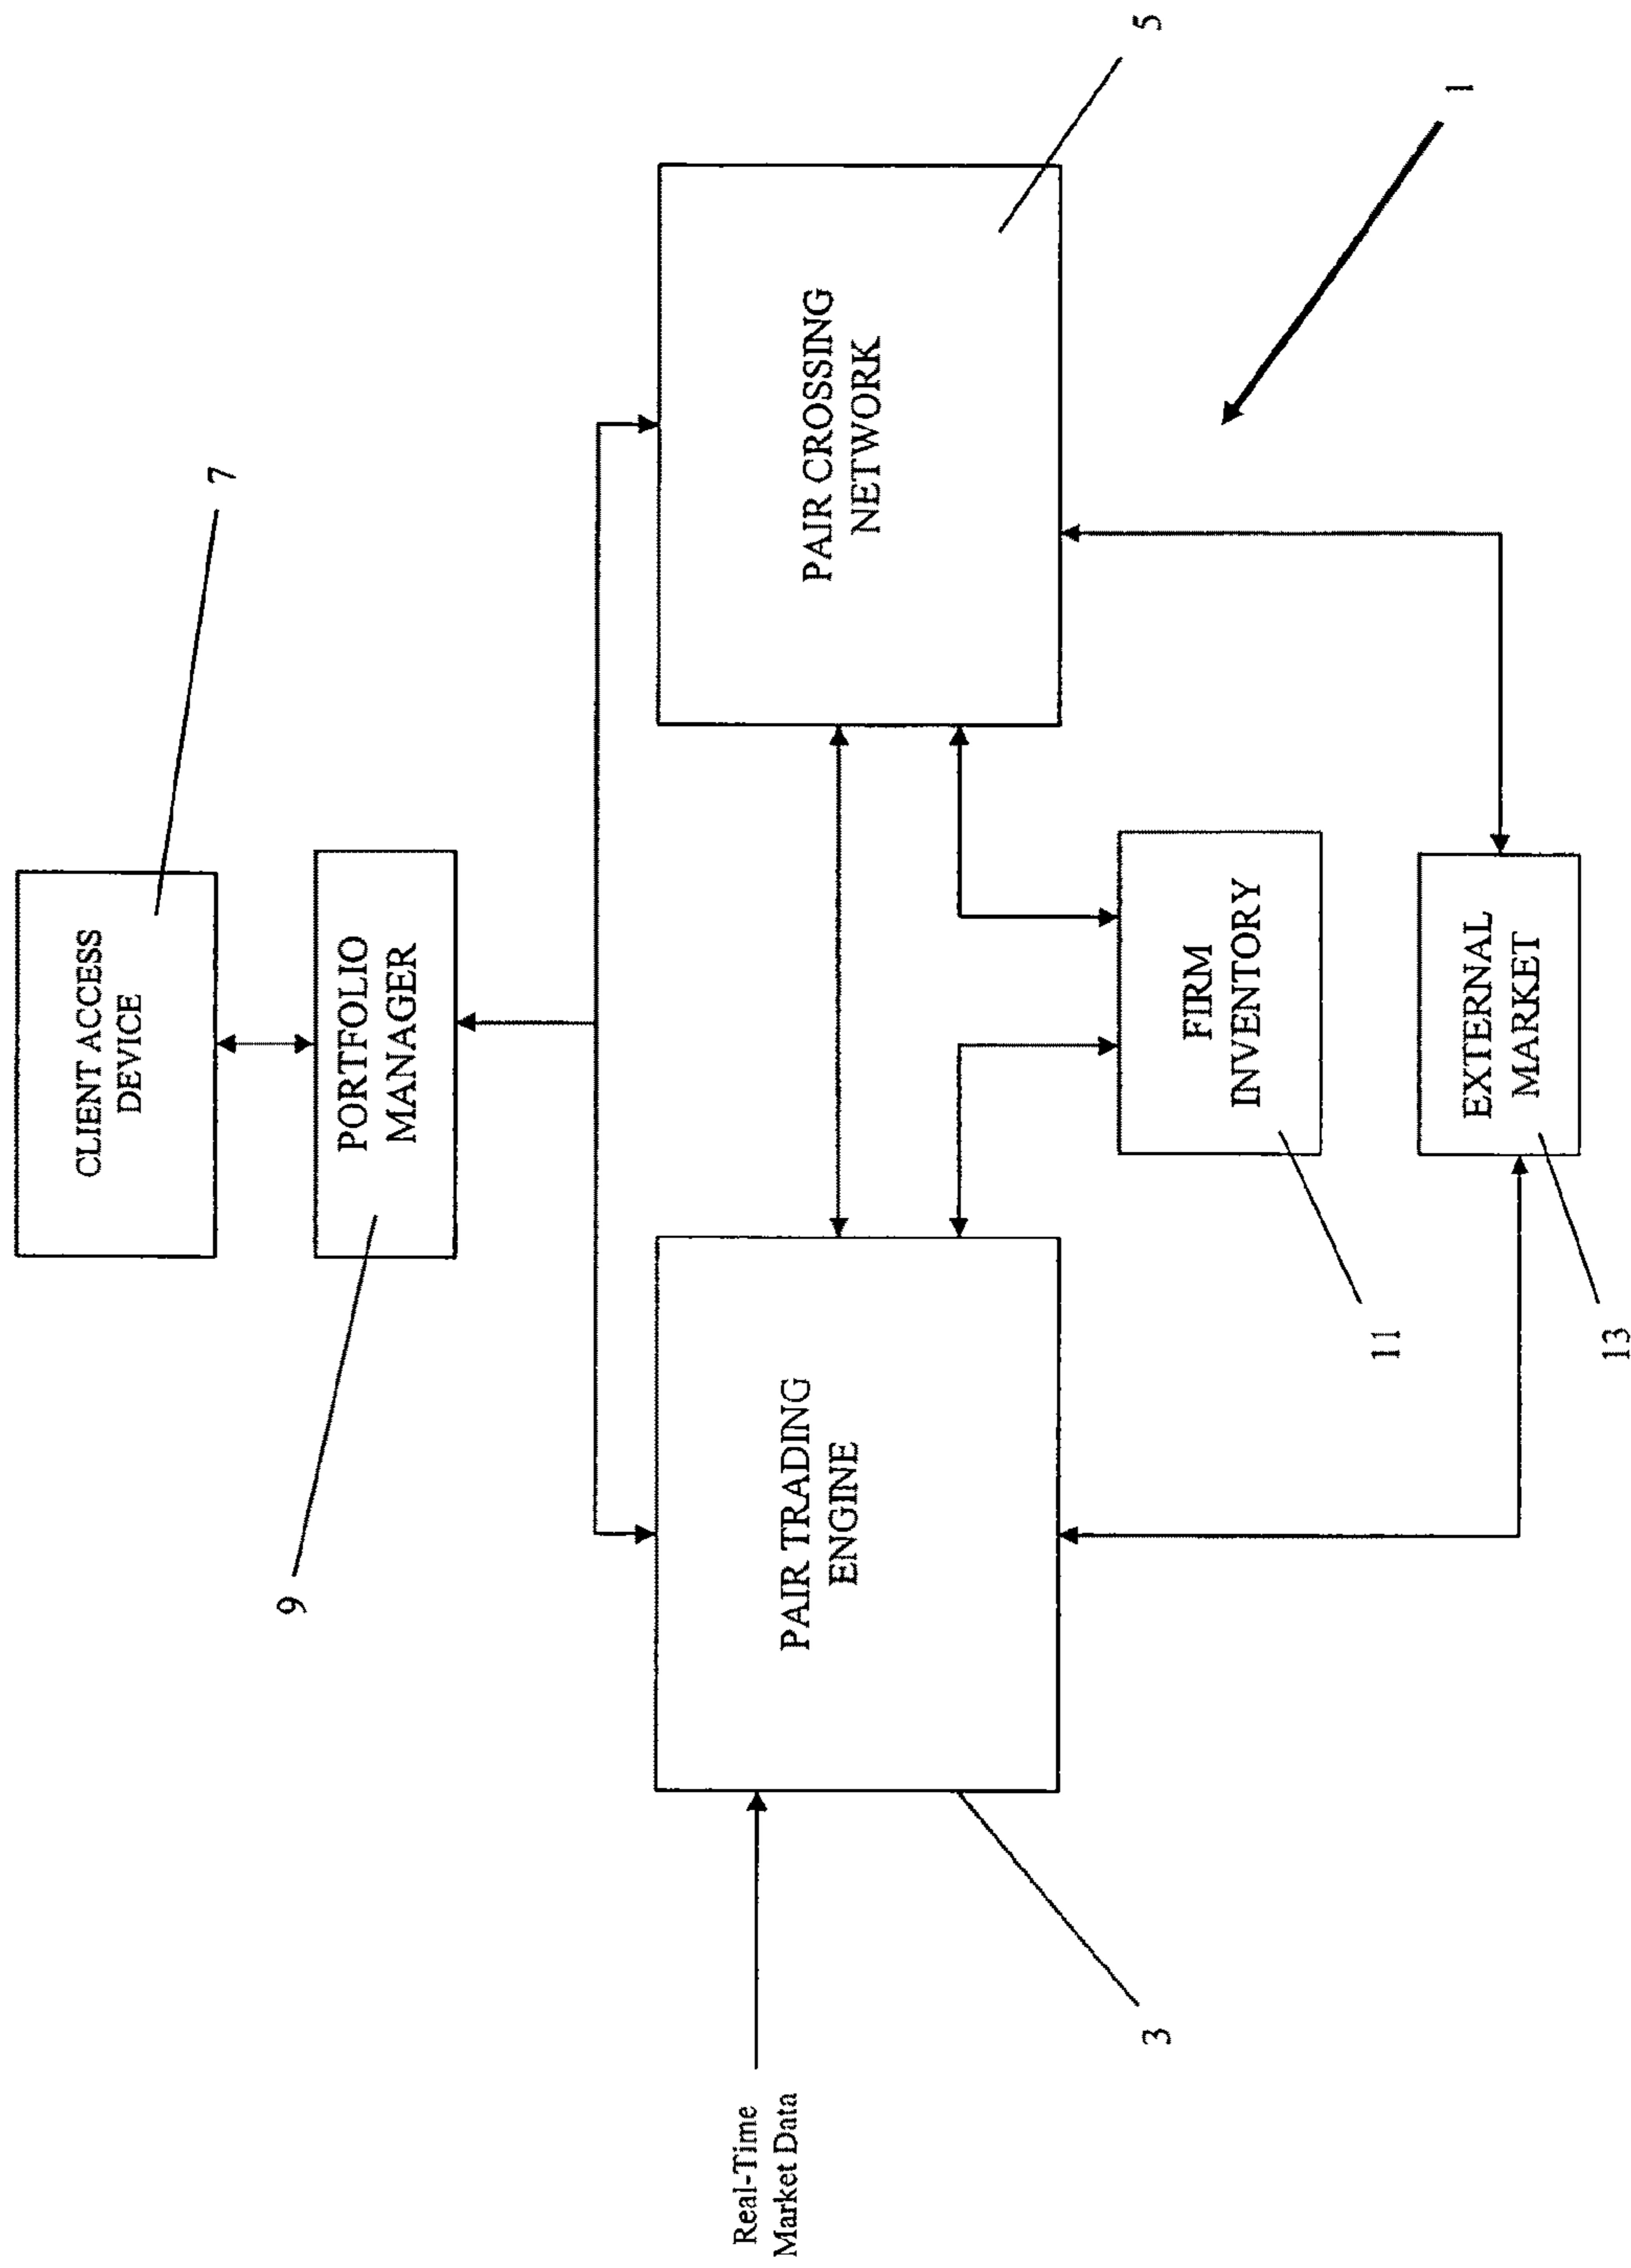 CLIENT ACCESS
DEVICE
7
PORTFOLIO
MANAGER
9
PAIR TRADING
ENGINE
3
PAIR CROSSING
NETWORK
5
Real-Time
Market Data
FIRM
INVENTORY
11
EXTERNAL
MARKET
13
1